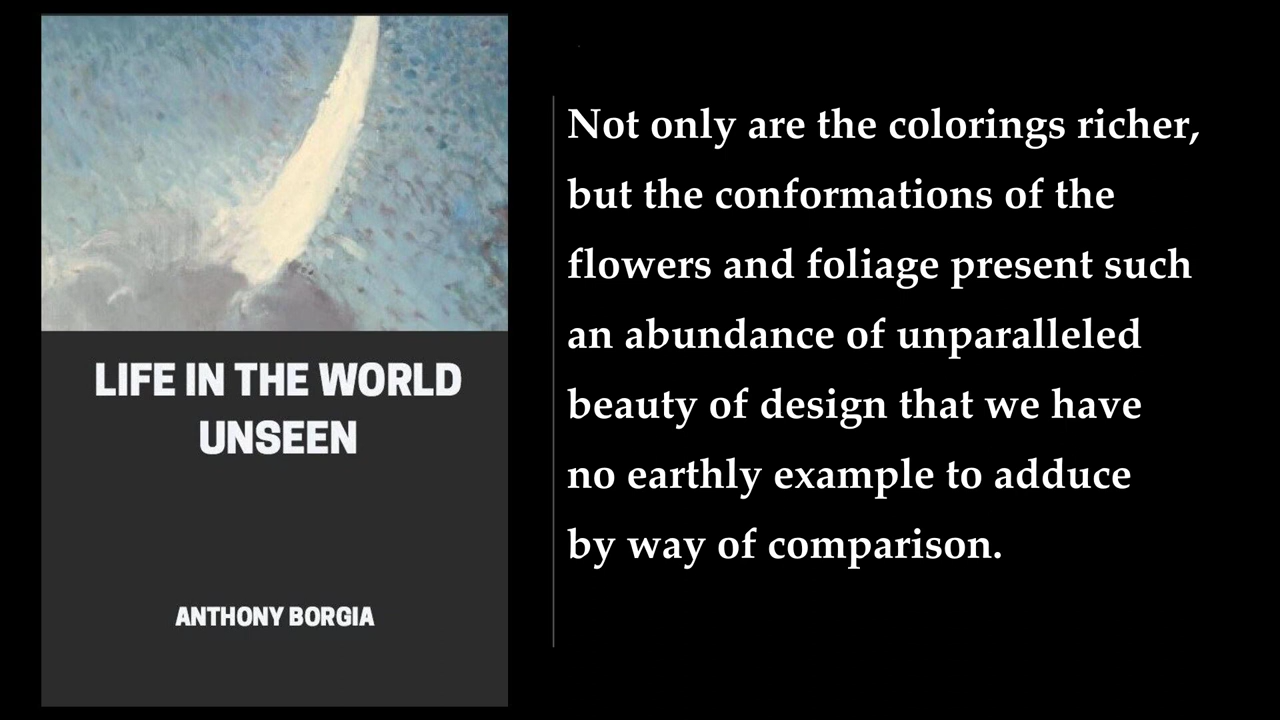 LIFE IN THE WORLD
UNSEEN
ANTHONY BORGIA
Not only are the colorings richer,
but the conformations of the
flowers and foliage present such
an abundance of unparalleled
beauty of design that we have
no earthly example to adduce
by way of comparison.